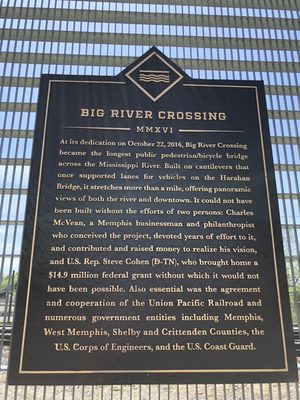 BIG RIVER CROSSING
MMXVI
At its dedication on October 22, 2016, Big River Crossing
became the longest public pedestrian/bicycle bridge
across the Mississippi River. Built on cantilevers that
once supported lanes for vehicles on the Harahan
Bridge, it stretches more than a mile, offering panoramic
views of both the river and downtown. It could not have
been built without the efforts of two persons: Charles
McVean, a Memphis businessman and philanthropist
who conceived the project, devoted years of effort to it,
and contributed and raised money to realize his vision,
and U.S. Rep. Steve Cohen (D-TN), who brought home a
$14.9 million federal grant without which it would not
have been possible. Also essential was the agreement
and cooperation of the Union Pacific Railroad and
numerous government entities including Memphis,
West Memphis, Shelby and Crittenden Counties, the
U.S. Corps of Engineers, and the U.S. Coast Guard.